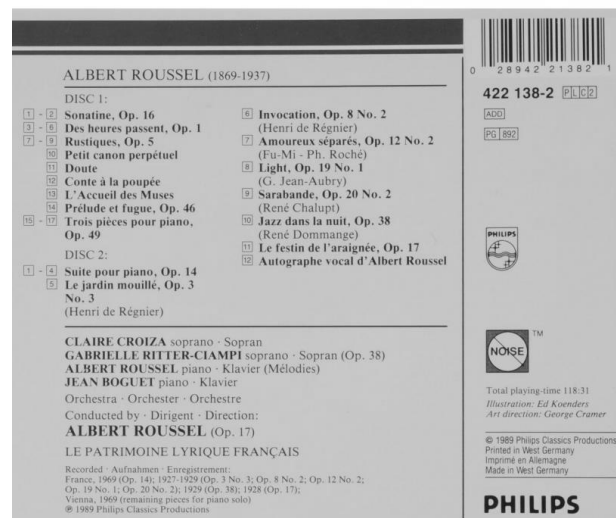 ALBERT ROUSSEL (1869-1937)
DISC 1:
1 - 2 Sonatine, Op. 16
3 - 6 Des heures passent, Op. 1
7 - 9 Rustiques, Op. 5
10 Petit canon perpétuel
11 Doute
12 Conte à la poupée
13 L'Accueil des Muses
14 Prélude et fugue, Op. 46
15 - 17 Trois pièces pour piano,
Op. 49
DISC 2:
1 - 4 Suite pour piano, Op. 14
5 Le jardin mouillé, Op. 3
No. 3
(Henri de Régnier)
6 Invocation, Op. 8 No. 2
(Henri de Régnier)
7 Amoureux séparés, Op. 12 No. 2
(Fu-Mi - Ph. Roché)
8 Light, Op. 19 No. 1
(G. Jean-Aubry)
9 Sarabande, Op. 20 No. 2
(René Chalupt)
10 Jazz dans la nuit, Op. 38
(René Dommange)
11 Le festin de l'araignée, Op. 17
12 Autographe vocal d'Albert Roussel
CLAIRE CROIZA soprano · Sopran
GABRIELLE RITTER-CIAMPI soprano · Sopran (Op. 38)
ALBERT ROUSSEL piano · Klavier (Mélodies)
JEAN BOGUET piano · Klavier
Orchestra · Orchester · Orchestre
Conducted by · Dirigent · Direction:
ALBERT ROUSSEL (Op. 17)
LE PATRIMOINE LYRIQUE FRANÇAIS
Recorded · Aufnahmen · Enregistrement:
France, 1969 (Op. 14); 1927-1929 (Op. 3 No. 3; Op. 8 No. 2; Op. 12 No. 2;
Op. 19 No. 1; Op. 20 No. 2); 1929 (Op. 38); 1928 (Op. 17);
Vienna, 1969 (remaining pieces for piano solo)
℗ 1989 Philips Classics Productions
0 28942 21382 1
422 138-2 PLC2
ADD
PG 892
PHILIPS
NOISE TM
Total playing-time 118:31
Illustration: Ed Koenders
Art direction: George Cramer
© 1989 Philips Classics Productions
Printed in West Germany
Imprimé en Allemagne
Made in West Germany
PHILIPS